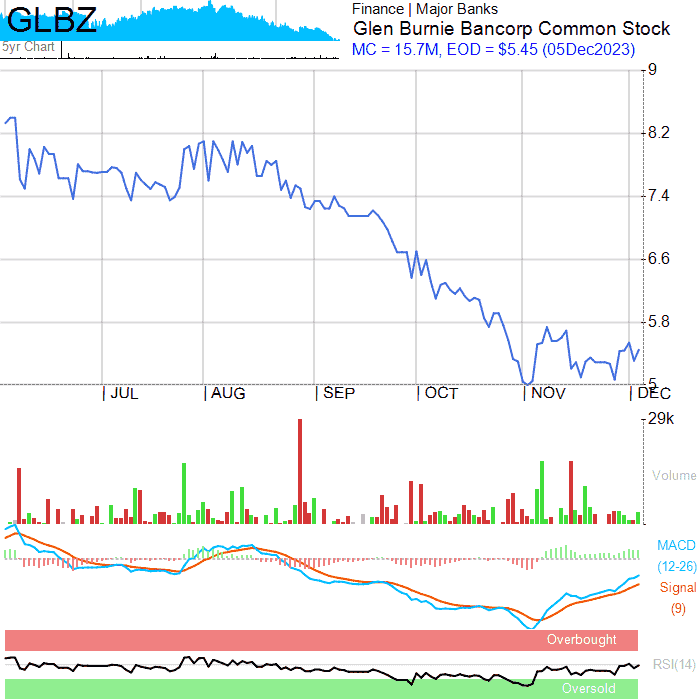 GLBZ
5yr Chart
Finance | Major Banks
Glen Burnie Bancorp Common Stock
MC = 15.7M, EOD = $5.45 (05Dec2023)
9
8.2
7.4
6.6
5.8
5
JUL
AUG
SEP
OCT
NOV
DEC
29k
Volume
MACD
(12-26)
Signal
(9)
Overbought
RSI(14)
Oversold